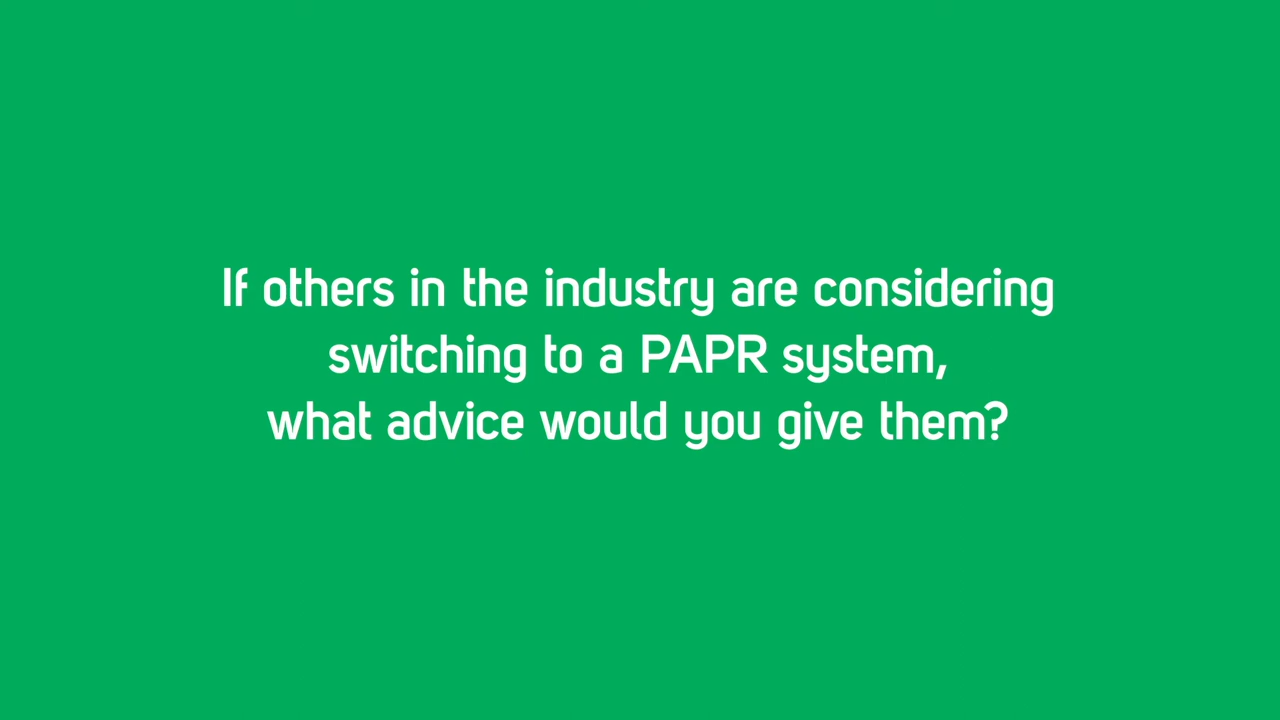 If others in the industry are considering
switching to a PAPR system,
what advice would you give them?